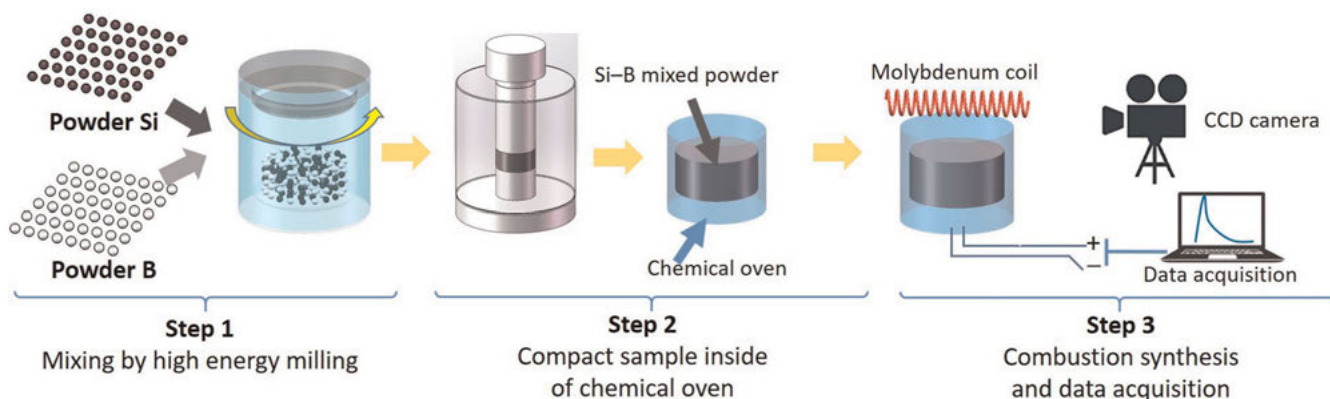 Powder Si
Powder B
Step 1
Mixing by high energy milling
Si–B mixed powder
Chemical oven
Step 2
Compact sample inside
of chemical oven
Molybdenum coil
CCD camera
+
−
Data acquisition
Step 3
Combustion synthesis
and data acquisition